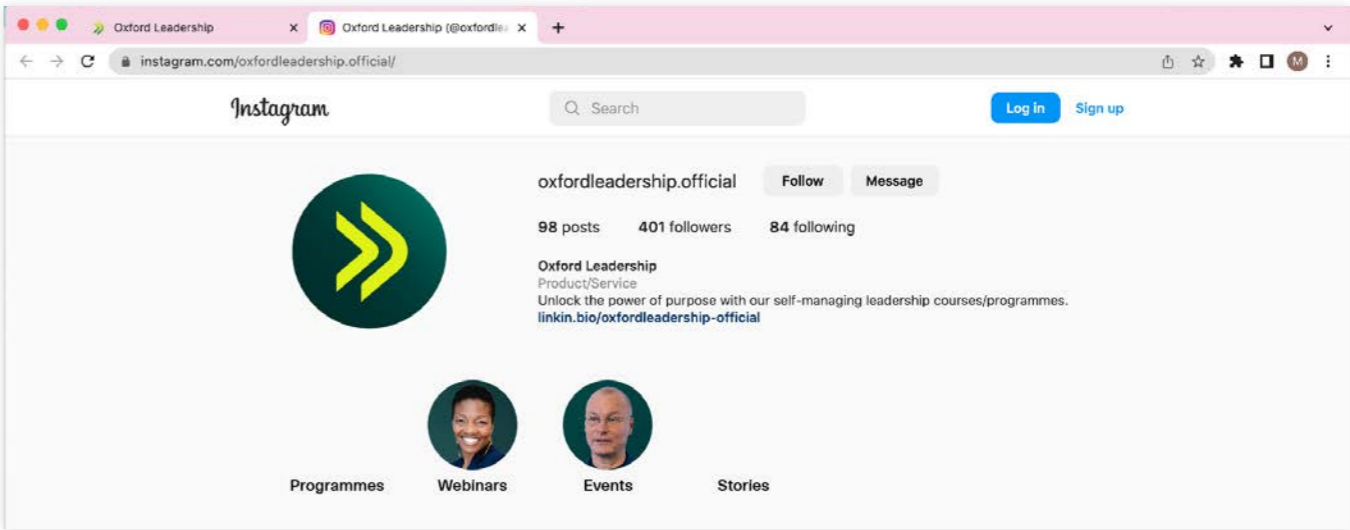 Oxford Leadership
Oxford Leadership (@oxfordlea
instagram.com/oxfordleadership.official/
M
Instagram
Search
Log in
Sign up
oxfordleadership.official
Follow
Message
98 posts 401 followers 84 following
Oxford Leadership
Product/Service
Unlock the power of purpose with our self-managing leadership courses/programmes.
linkin.bio/oxfordleadership-official
Programmes Webinars Events Stories